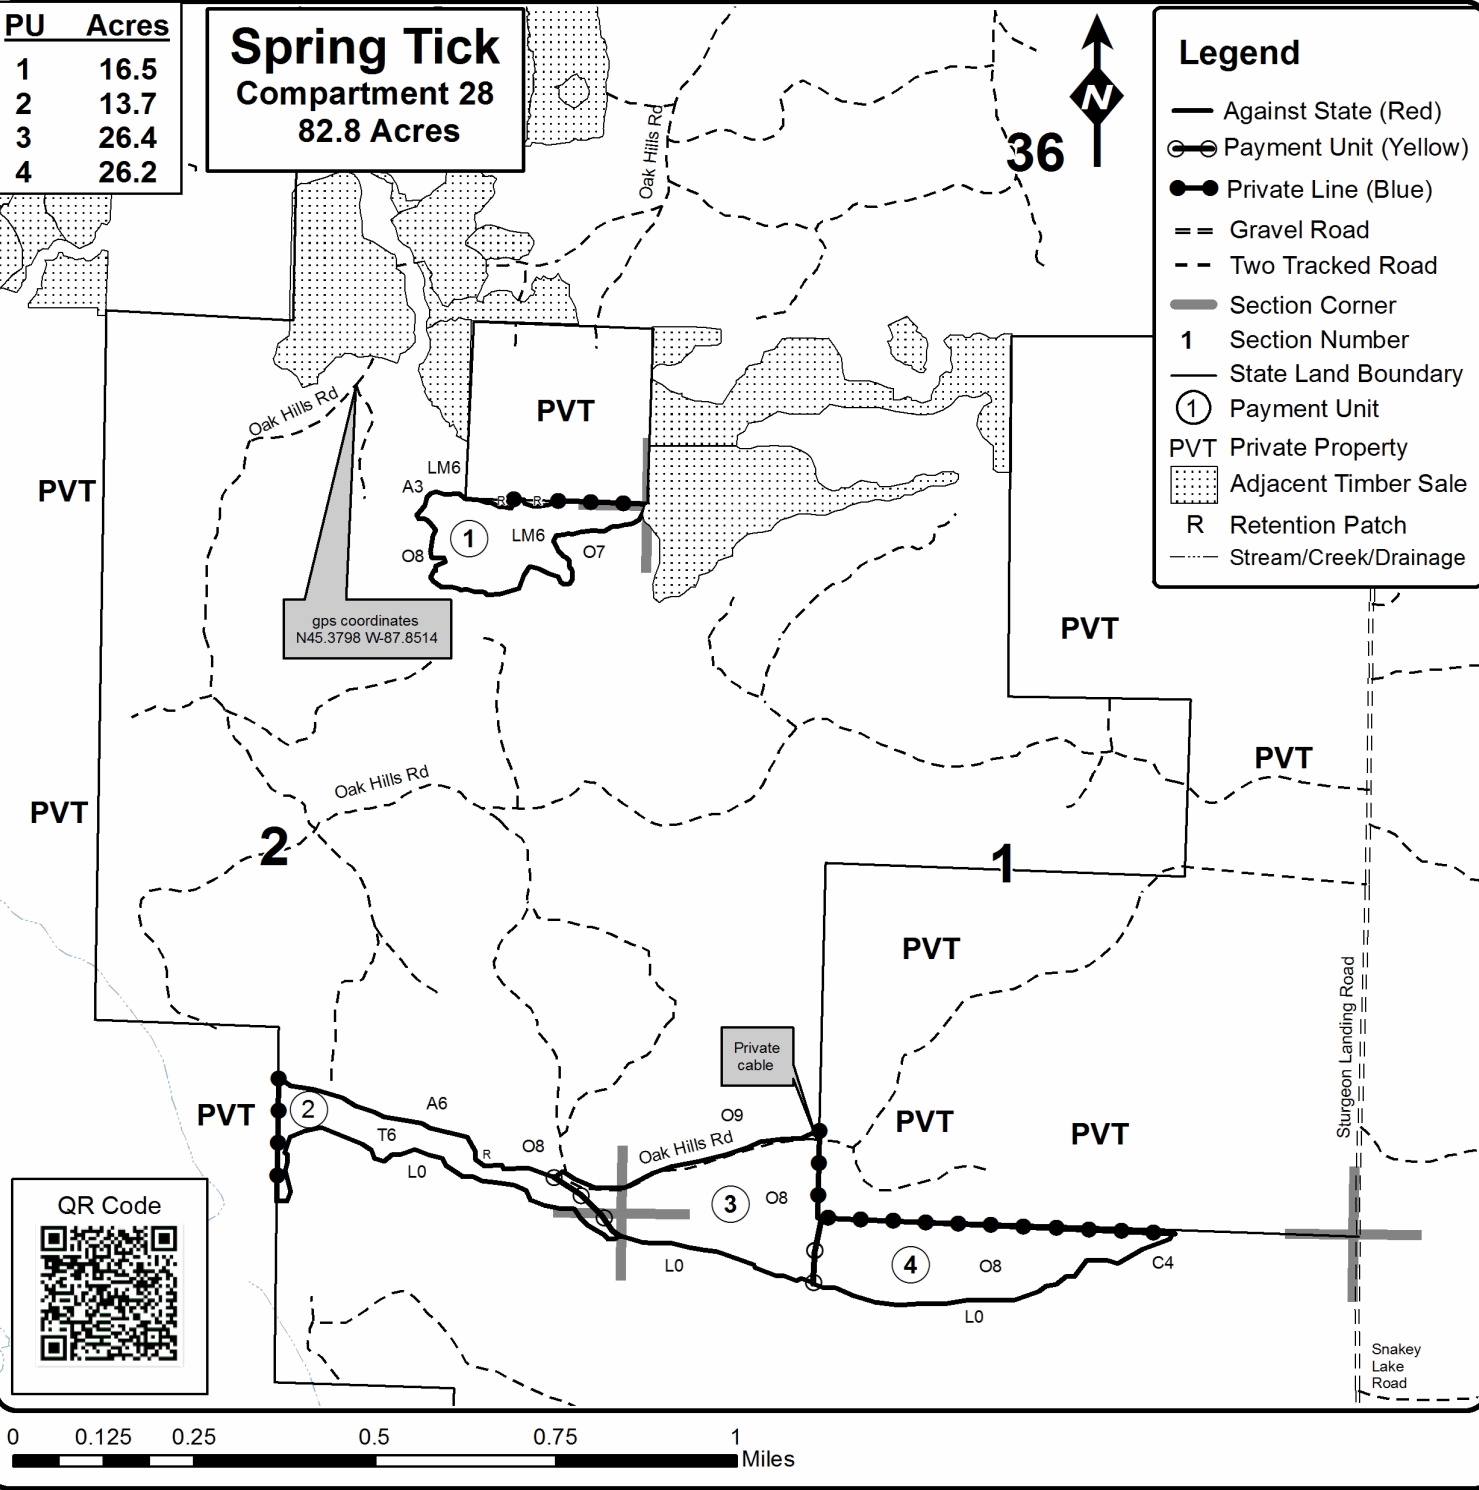 PU Acres
1 16.5
2 13.7
3 26.4
4 26.2
Spring Tick
Compartment 28
82.8 Acres
N
36
Legend
Against State (Red)
Payment Unit (Yellow)
Private Line (Blue)
Gravel Road
Two Tracked Road
Section Corner
1 Section Number
State Land Boundary
1 Payment Unit
PVT Private Property
Adjacent Timber Sale
R Retention Patch
Stream/Creek/Drainage
Oak Hills Rd
Oak Hills Rd
PVT
PVT
LM6
A3
R
R
1
LM6
O8
O7
gps coordinates
N45.3798 W-87.8514
PVT
PVT
Oak Hills Rd
PVT
2
1
PVT
Private
cable
Sturgeon Landing Road
PVT
2
A6
T6
L0
R
O8
O9
Oak Hills Rd
PVT
PVT
3
O8
L0
4
O8
C4
L0
QR Code
Snakey
Lake
Road
0 0.125 0.25 0.5 0.75 1
Miles